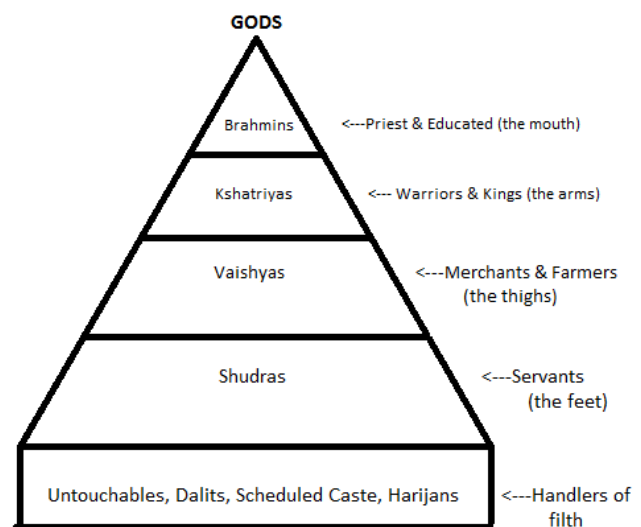 GODS
Brahmins <---Priest & Educated (the mouth)
Kshatriyas <--- Warriors & Kings (the arms)
Vaishyas <---Merchants & Farmers
(the thighs)
Shudras <---Servants
(the feet)
Untouchables, Dalits, Scheduled Caste, Harijans <---Handlers of
filth